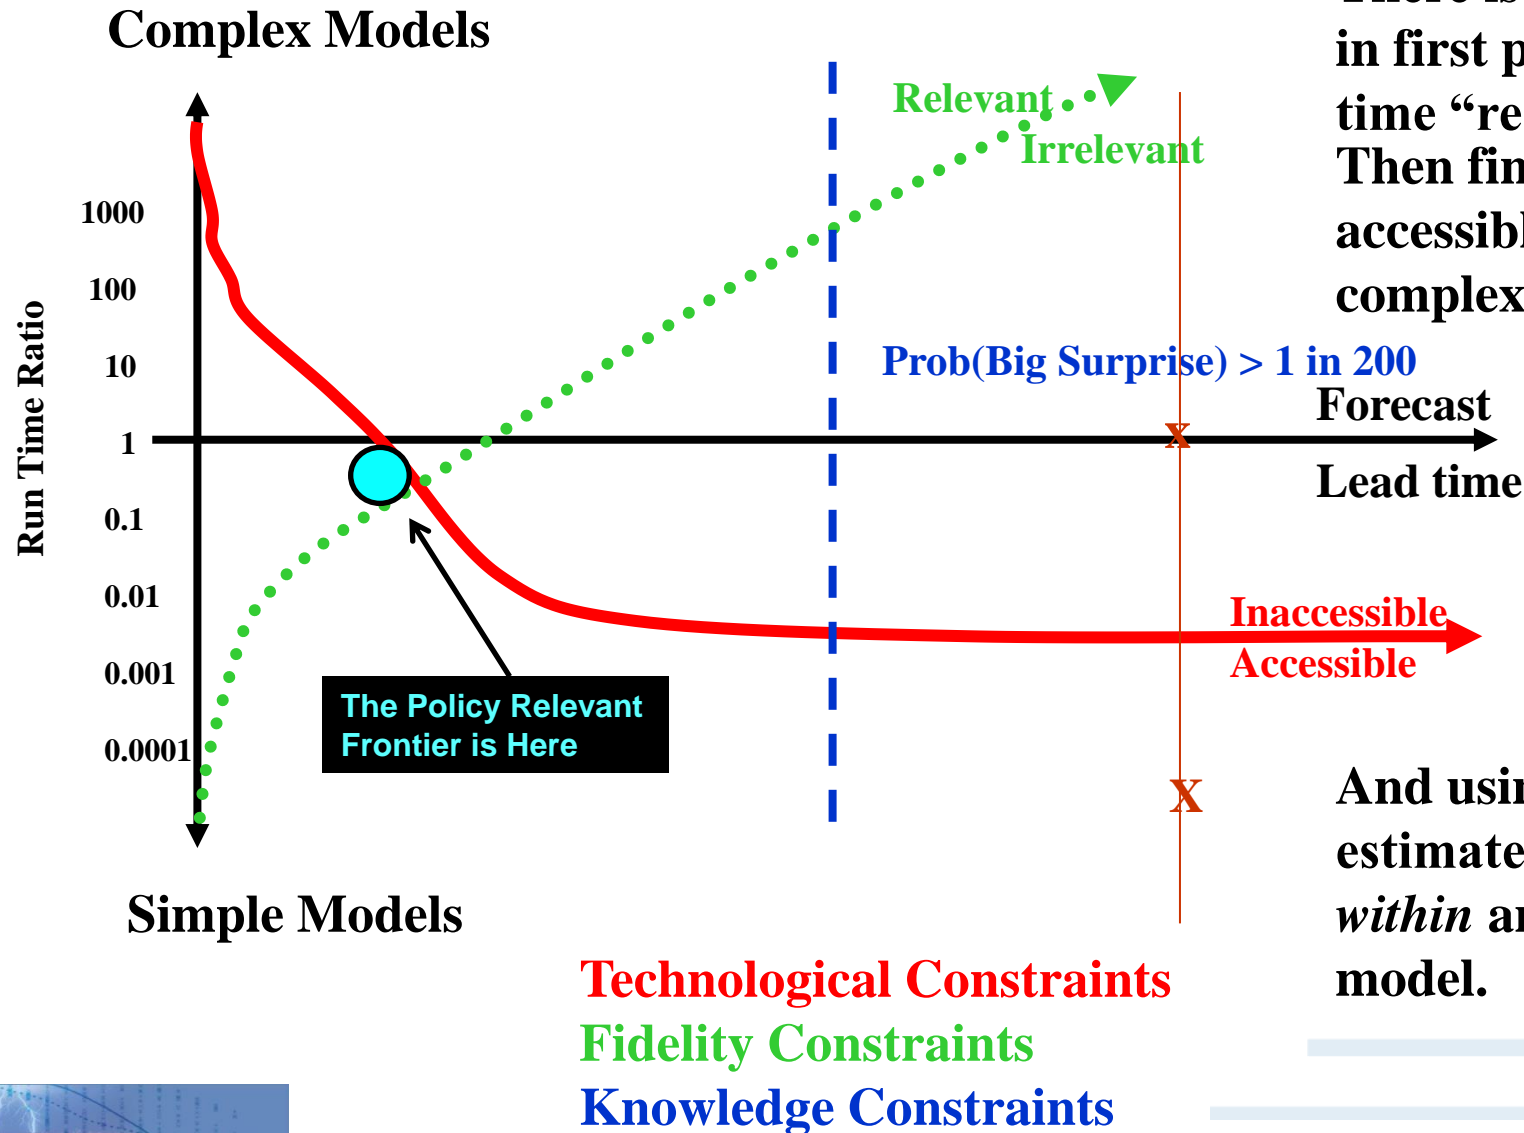 Complex Models
in first p
time “re
Then fin
accessibl
complex
Relevant
Irrelevant
1000
100
10
1
0.1
0.01
0.001
0.0001
Run Time Ratio
Prob(Big Surprise) > 1 in 200
Forecast
Lead time
x
Inaccessible
Accessible
The Policy Relevant
Frontier is Here
X
And usin
estimate
within an
model.
Simple Models
Technological Constraints
Fidelity Constraints
Knowledge Constraints